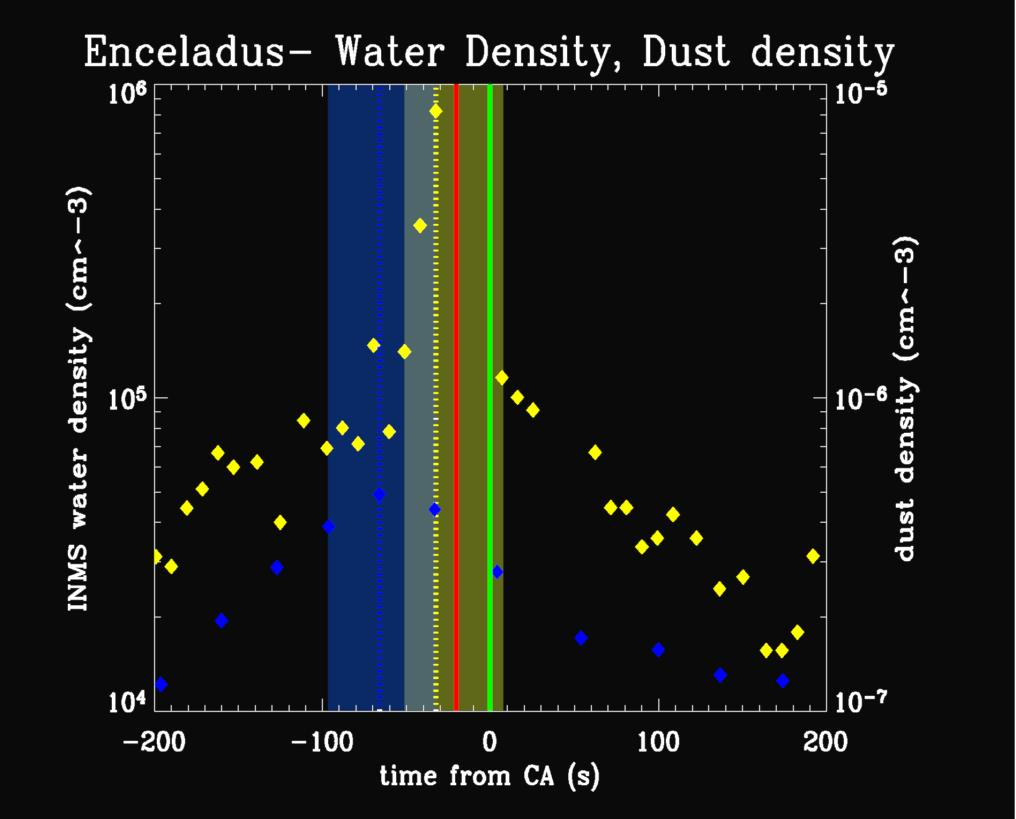 Enceladus- Water Density, Dust density
10^6
10^-5
10^5
10^-6
10^4
10^-7
INMS water density (cm^-3)
dust density (cm^-3)
-200 -100 0 100 200
time from CA (s)